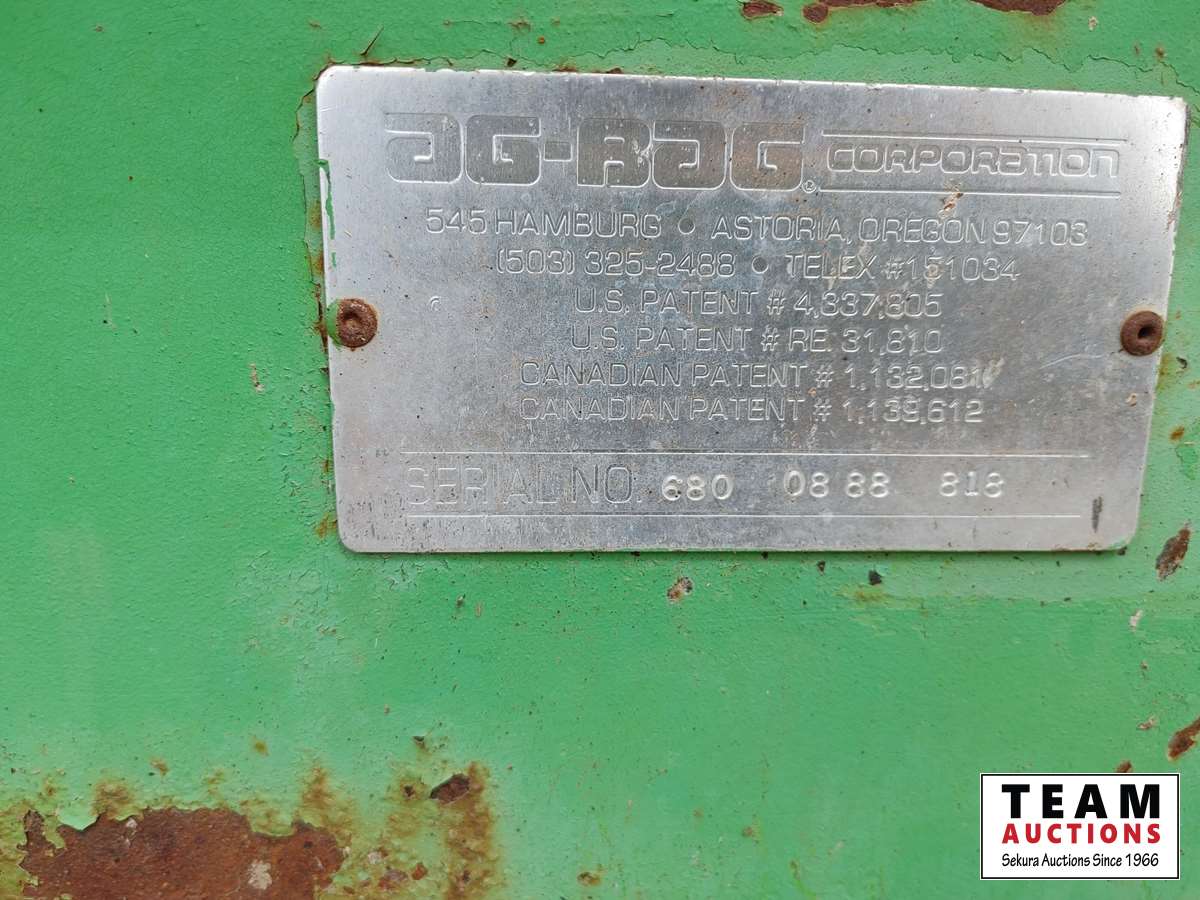 AG-BAG® CORPORATION
545 HAMBURG • ASTORIA, OREGON 97103
(503) 325-2488 • TELEX #151034
U.S. PATENT # 4,337,805
U.S. PATENT # RE. 31,810
CANADIAN PATENT # 1,132,081
CANADIAN PATENT # 1,139,612
SERIAL NO. 680 0888 818
TEAM
AUCTIONS
Sekura Auctions Since 1966